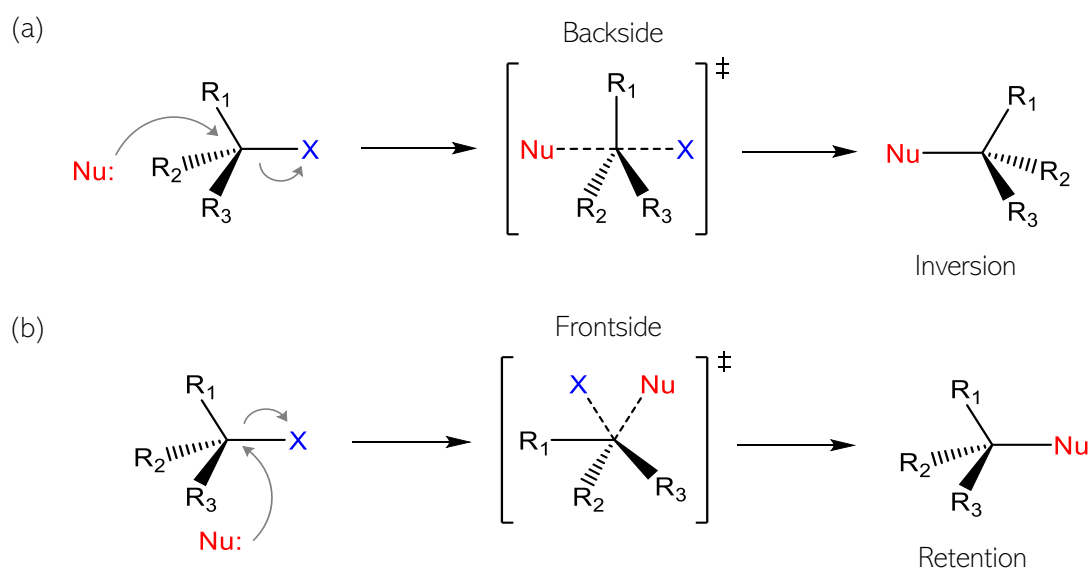 (a)
Backside
R₁ R₂ R₃ X Nu:
Nu R₁ X R₂ R₃ ‡
Nu R₁ R₂ R₃
Inversion
(b)
Frontside
R₁ R₂ R₃ X Nu:
X Nu R₁ R₂ R₃ ‡
R₁ R₂ R₃ Nu
Retention